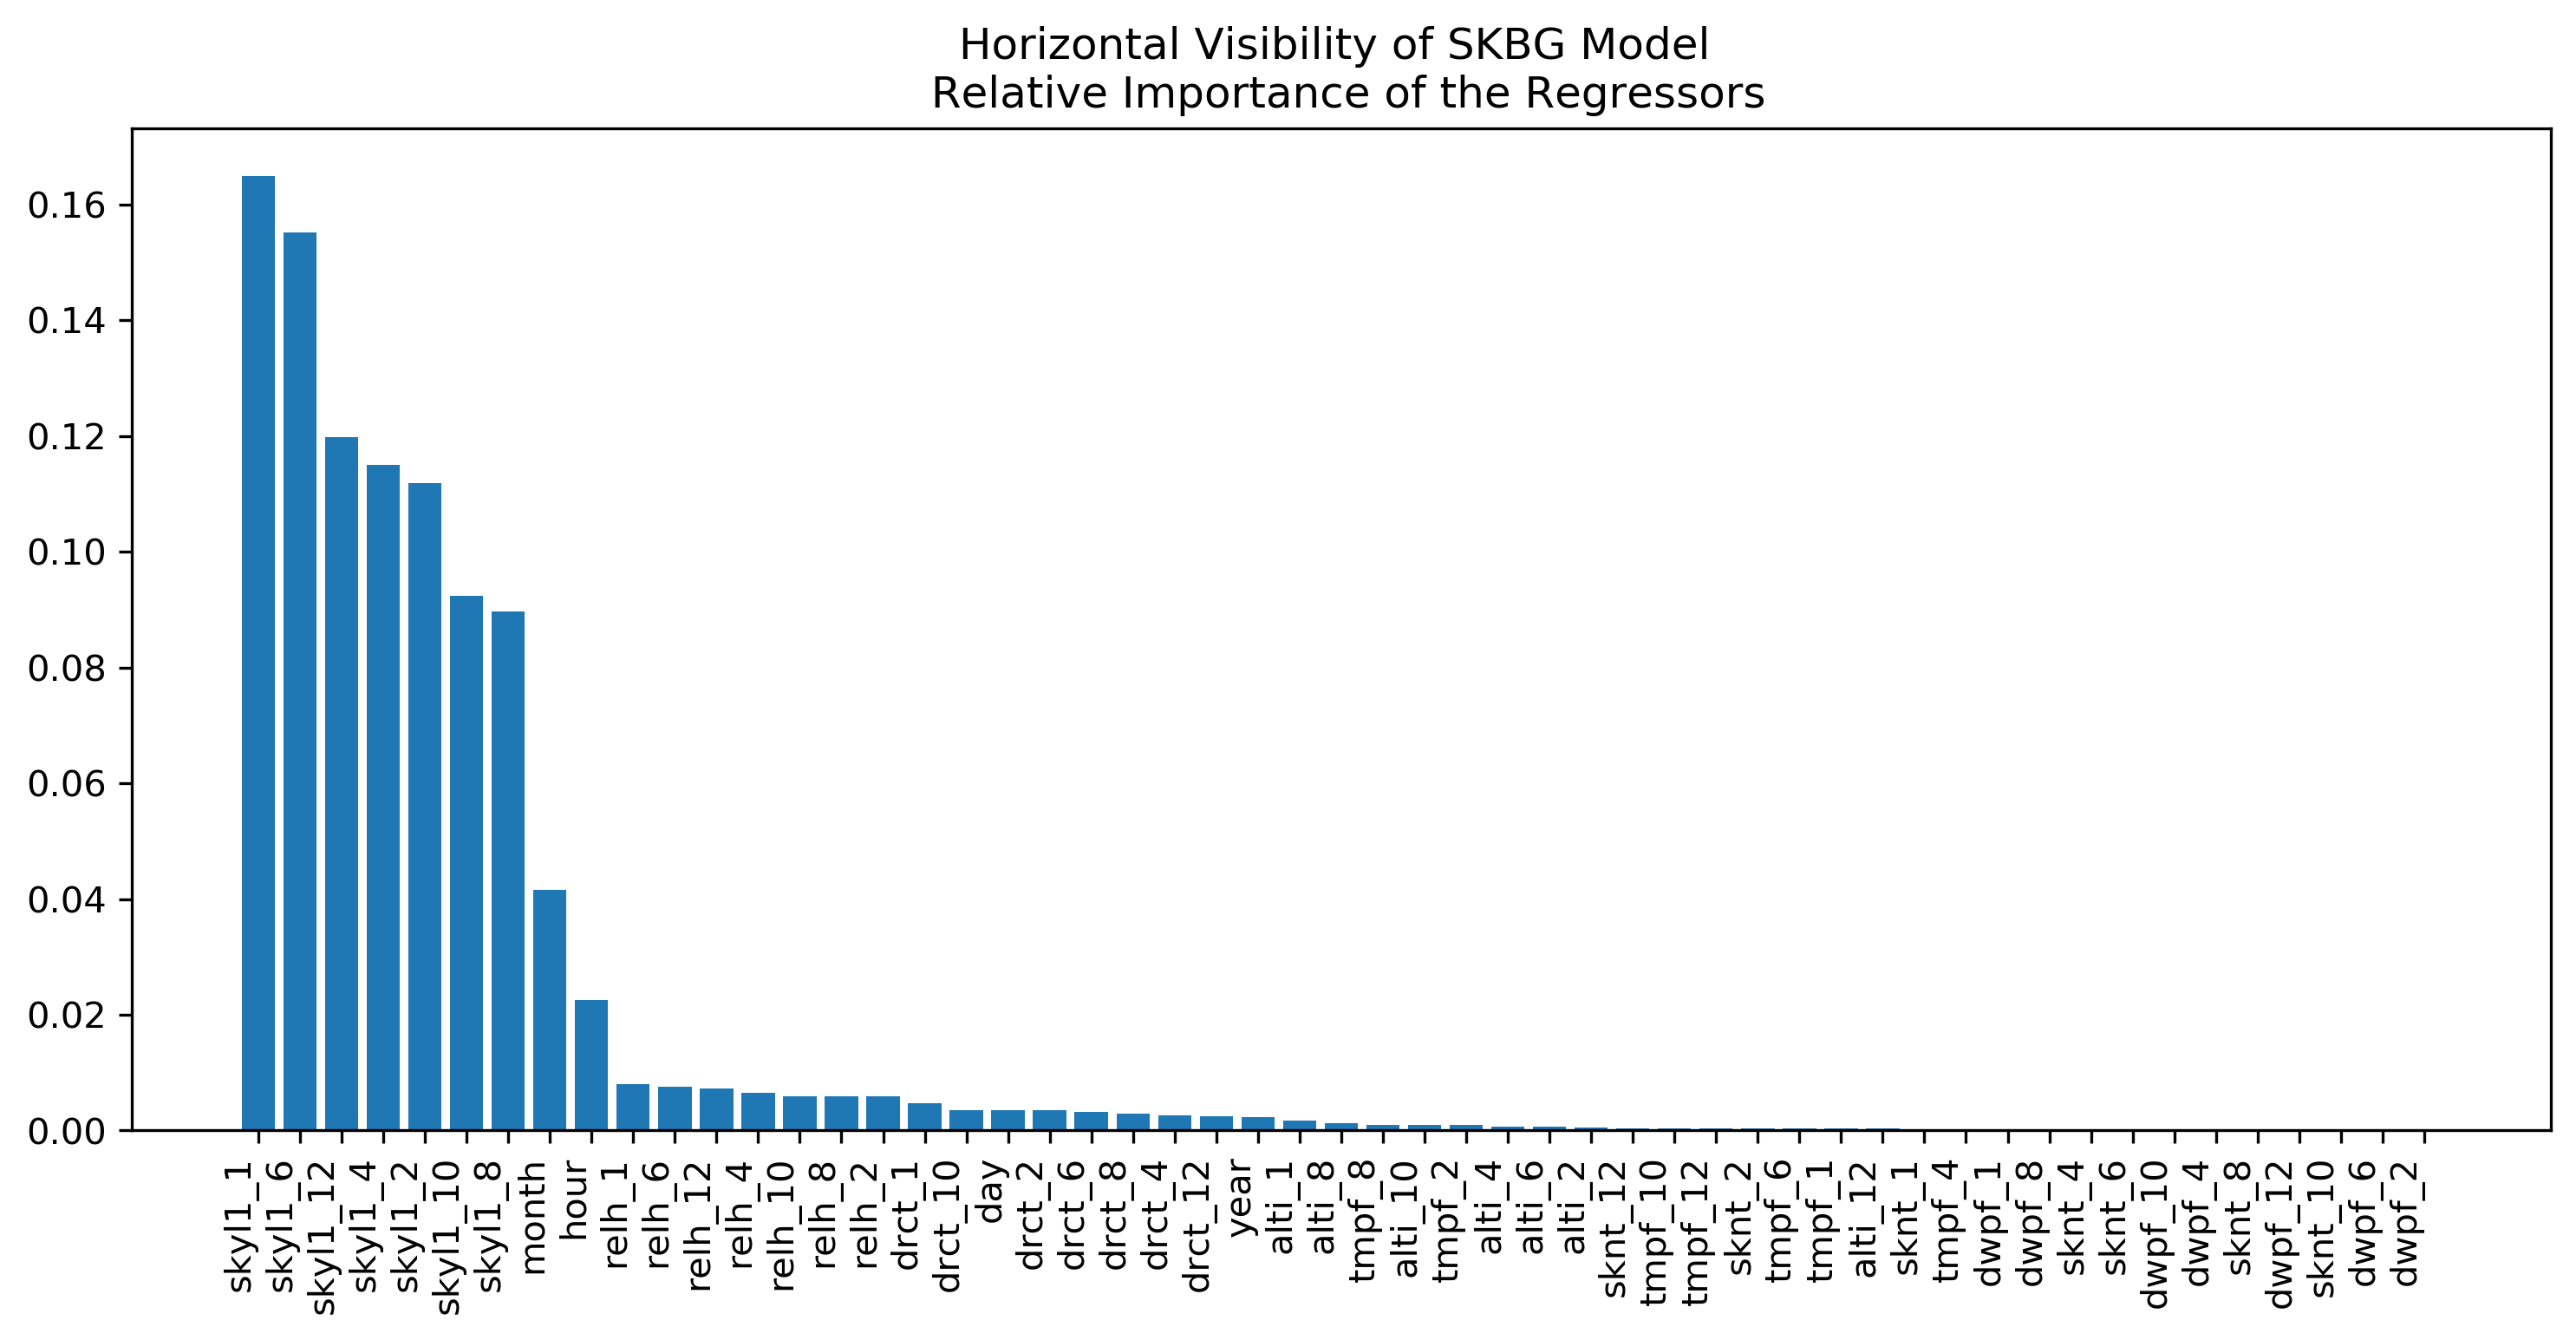 Horizontal Visibility of SKBG Model
Relative Importance of the Regressors
0.16
0.14
0.12
0.10
0.08
0.06
0.04
0.02
0.00
skyl1_1
skyl1_6
skyl1_12
skyl1_4
skyl1_2
skyl1_10
skyl1_8
month
hour
relh_1
relh_6
relh_12
relh_4
relh_10
relh_8
relh_2
drct_1
drct_10
day
drct_2
drct_6
drct_8
drct_4
drct_12
year
alti_1
alti_8
tmpf_8
alti_10
tmpf_2
alti_4
alti_6
alti_2
sknt_12
tmpf_10
tmpf_12
sknt_2
tmpf_6
tmpf_1
alti_12
sknt_1
tmpf_4
dwpf_1
dwpf_8
sknt_4
sknt_6
dwpf_10
dwpf_4
sknt_8
dwpf_12
sknt_10
dwpf_6
dwpf_2